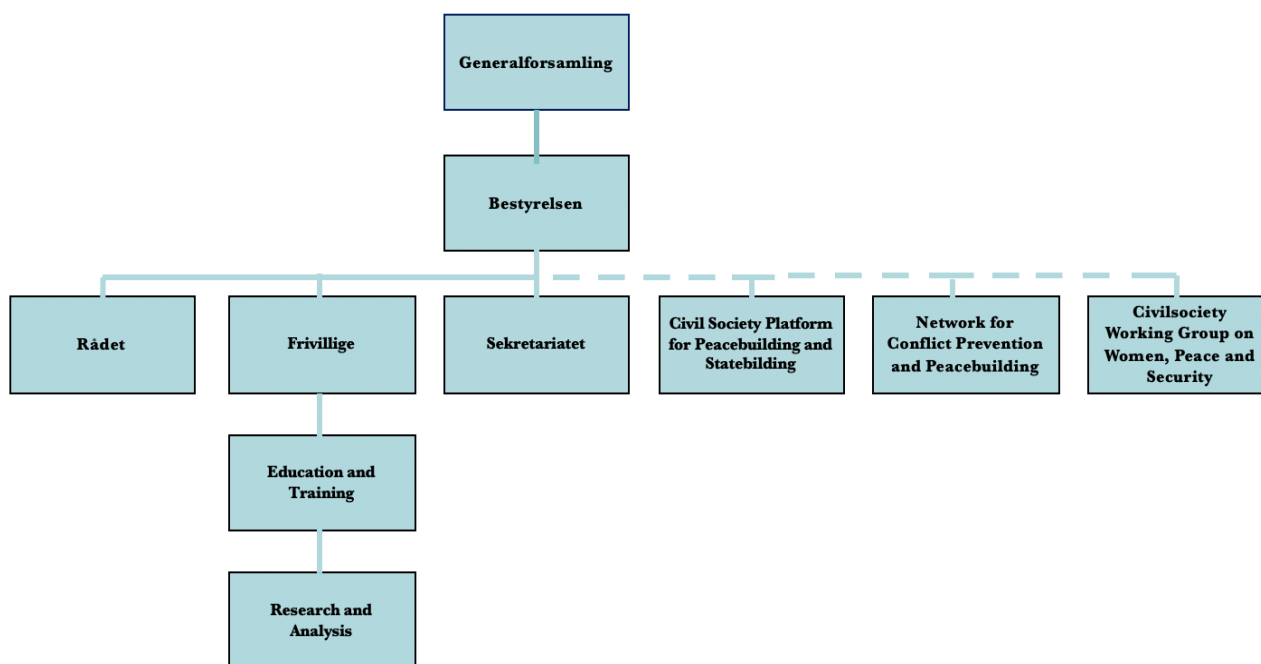 Generalforsamling
Bestyrelsen
Rådet
Frivillige
Sekretariatet
Civil Society Platform
for Peacebuilding and
Statebilding
Network for
Conflict Prevention
and Peacebuilding
Civilsociety
Working Group on
Women, Peace and
Security
Education and
Training
Research and
Analysis